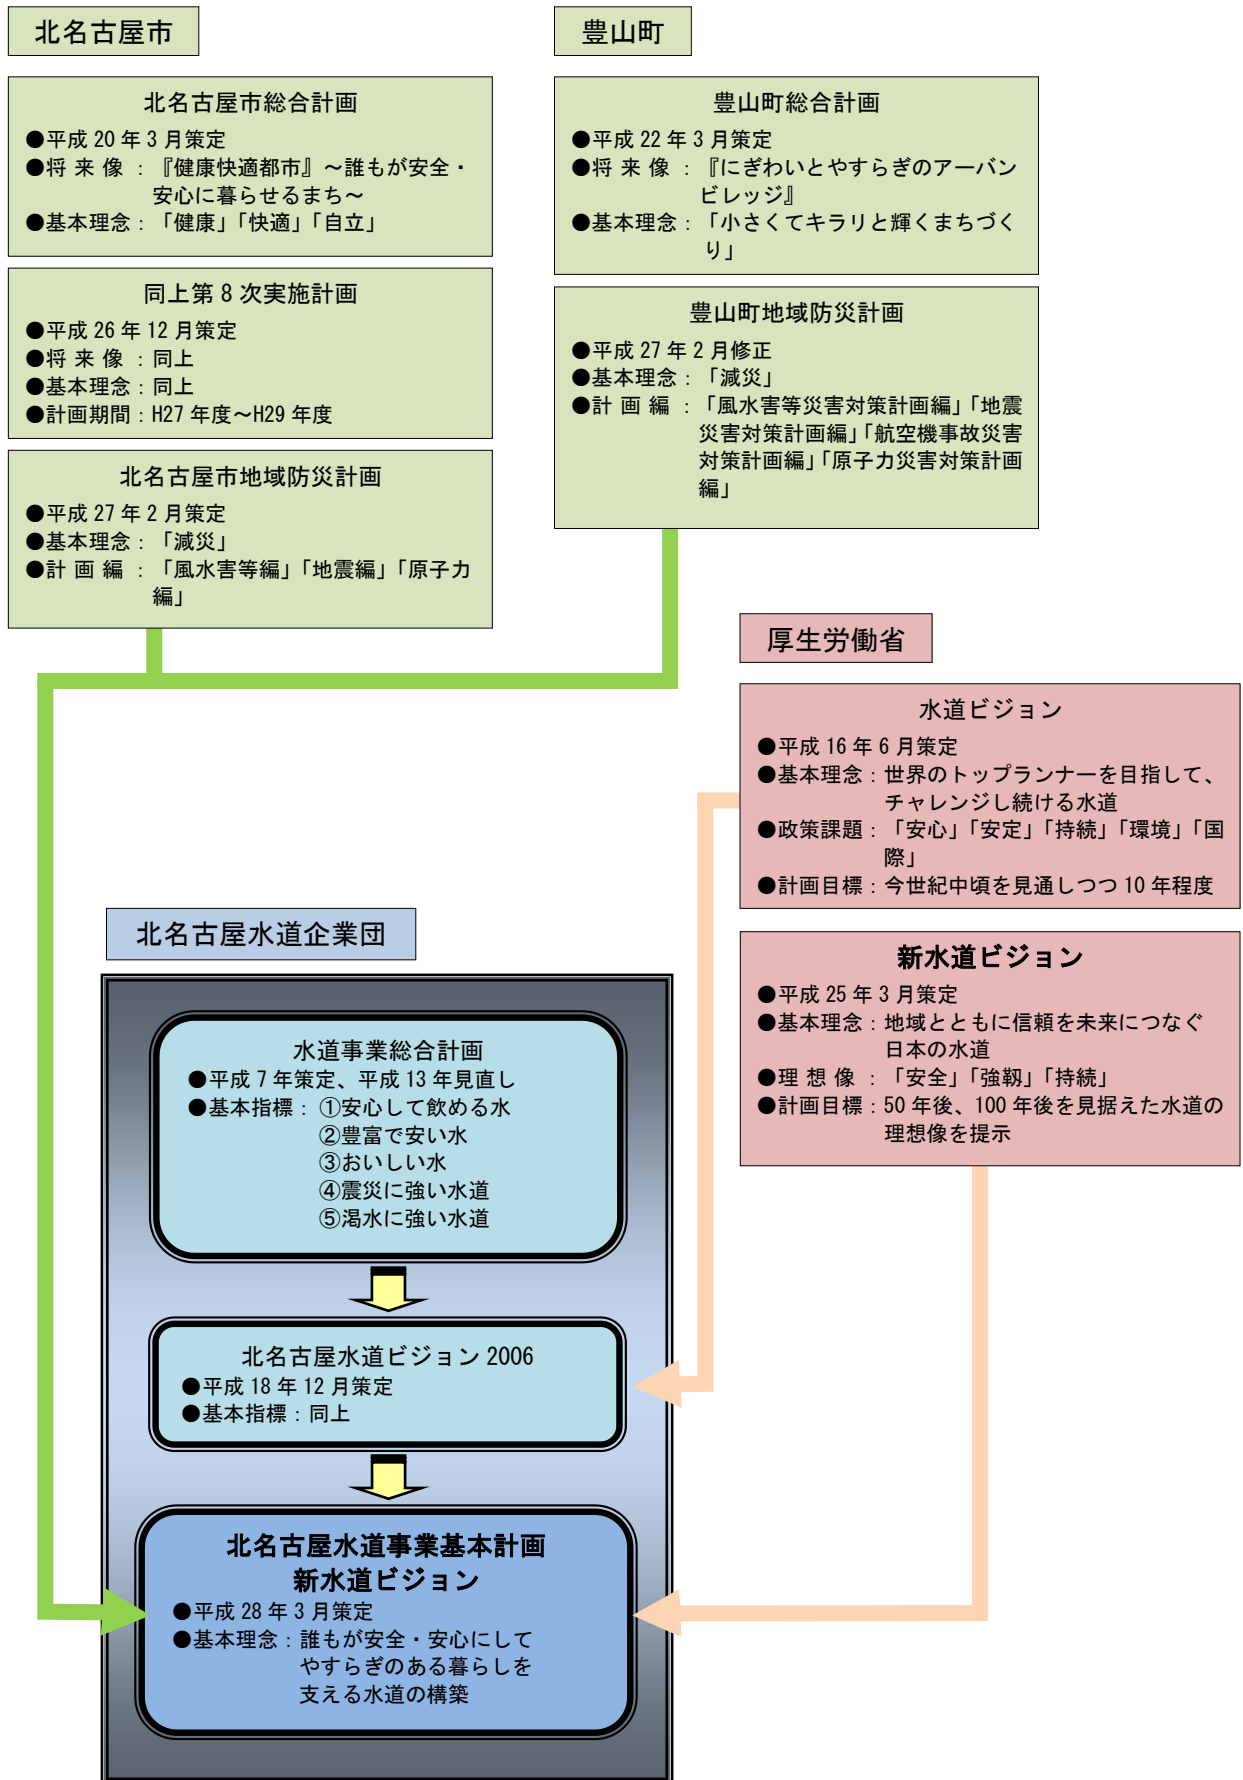 北名古屋市
北名古屋市総合計画
●平成 20 年 3 月策定
●将 来 像 ：『健康快適都市』～誰もが安全・
安心に暮らせるまち～
●基本理念：「健康」「快適」「自立」
同上第 8 次実施計画
●平成 26 年 12 月策定
●将 来 像 ：同上
●基本理念：同上
●計画期間：H27 年度～H29 年度
北名古屋市地域防災計画
●平成 27 年 2 月策定
●基本理念：「減災」
●計 画 編 ：「風水害等編」「地震編」「原子力
編」
豊山町
豊山町総合計画
●平成 22 年 3 月策定
●将 来 像 ：『にぎわいとやすらぎのアーバン
ビレッジ』
●基本理念：「小さくてキラリと輝くまちづく
り」
豊山町地域防災計画
●平成 27 年 2 月修正
●基本理念：「減災」
●計 画 編 ：「風水害等災害対策計画編」「地震
災害対策計画編」「航空機事故災害
対策計画編」「原子力災害対策計画
編」
厚生労働省
水道ビジョン
●平成 16 年 6 月策定
●基本理念：世界のトップランナーを目指して、
チャレンジし続ける水道
●政策課題：「安心」「安定」「持続」「環境」「国
際」
●計画目標：今世紀中頃を見通しつつ 10 年程度
新水道ビジョン
●平成 25 年 3 月策定
●基本理念：地域とともに信頼を未来につなぐ
日本の水道
●理 想 像 ：「安全」「強靱」「持続」
●計画目標：50 年後、100 年後を見据えた水道の
理想像を提示
北名古屋水道企業団
水道事業総合計画
●平成 7 年策定、平成 13 年見直し
●基本指標：①安心して飲める水
②豊富で安い水
③おいしい水
④震災に強い水道
⑤渇水に強い水道
北名古屋水道ビジョン 2006
●平成 18 年 12 月策定
●基本指標：同上
北名古屋水道事業基本計画
新水道ビジョン
●平成 28 年 3 月策定
●基本理念：誰もが安全・安心にして
やすらぎのある暮らしを
支える水道の構築